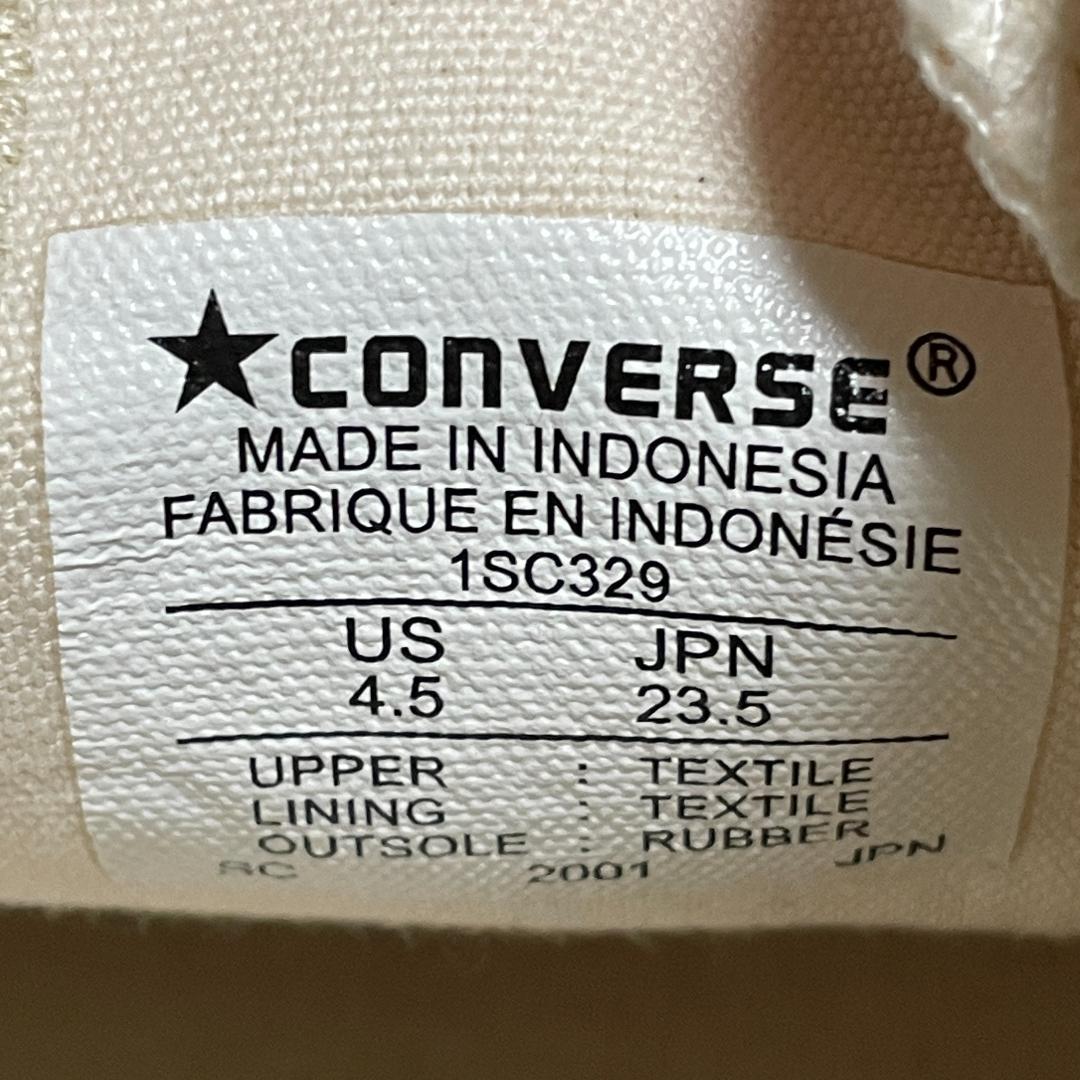 ★CONVERSE®
MADE IN INDONESIA
FABRIQUE EN INDONÉSIE
1SC329
US JPN
4.5 23.5
UPPER : TEXTILE
LINING : TEXTILE
OUTSOLE : RUBBER
SC 2001 JPN